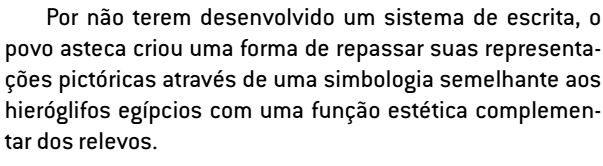 Por não terem desenvolvido um sistema de escrita, o
povo asteca criou uma forma de repassar suas representa-
ções pictóricas através de uma simbologia semelhante aos
hieróglifos egípcios com uma função estética complemen-
tar dos relevos.